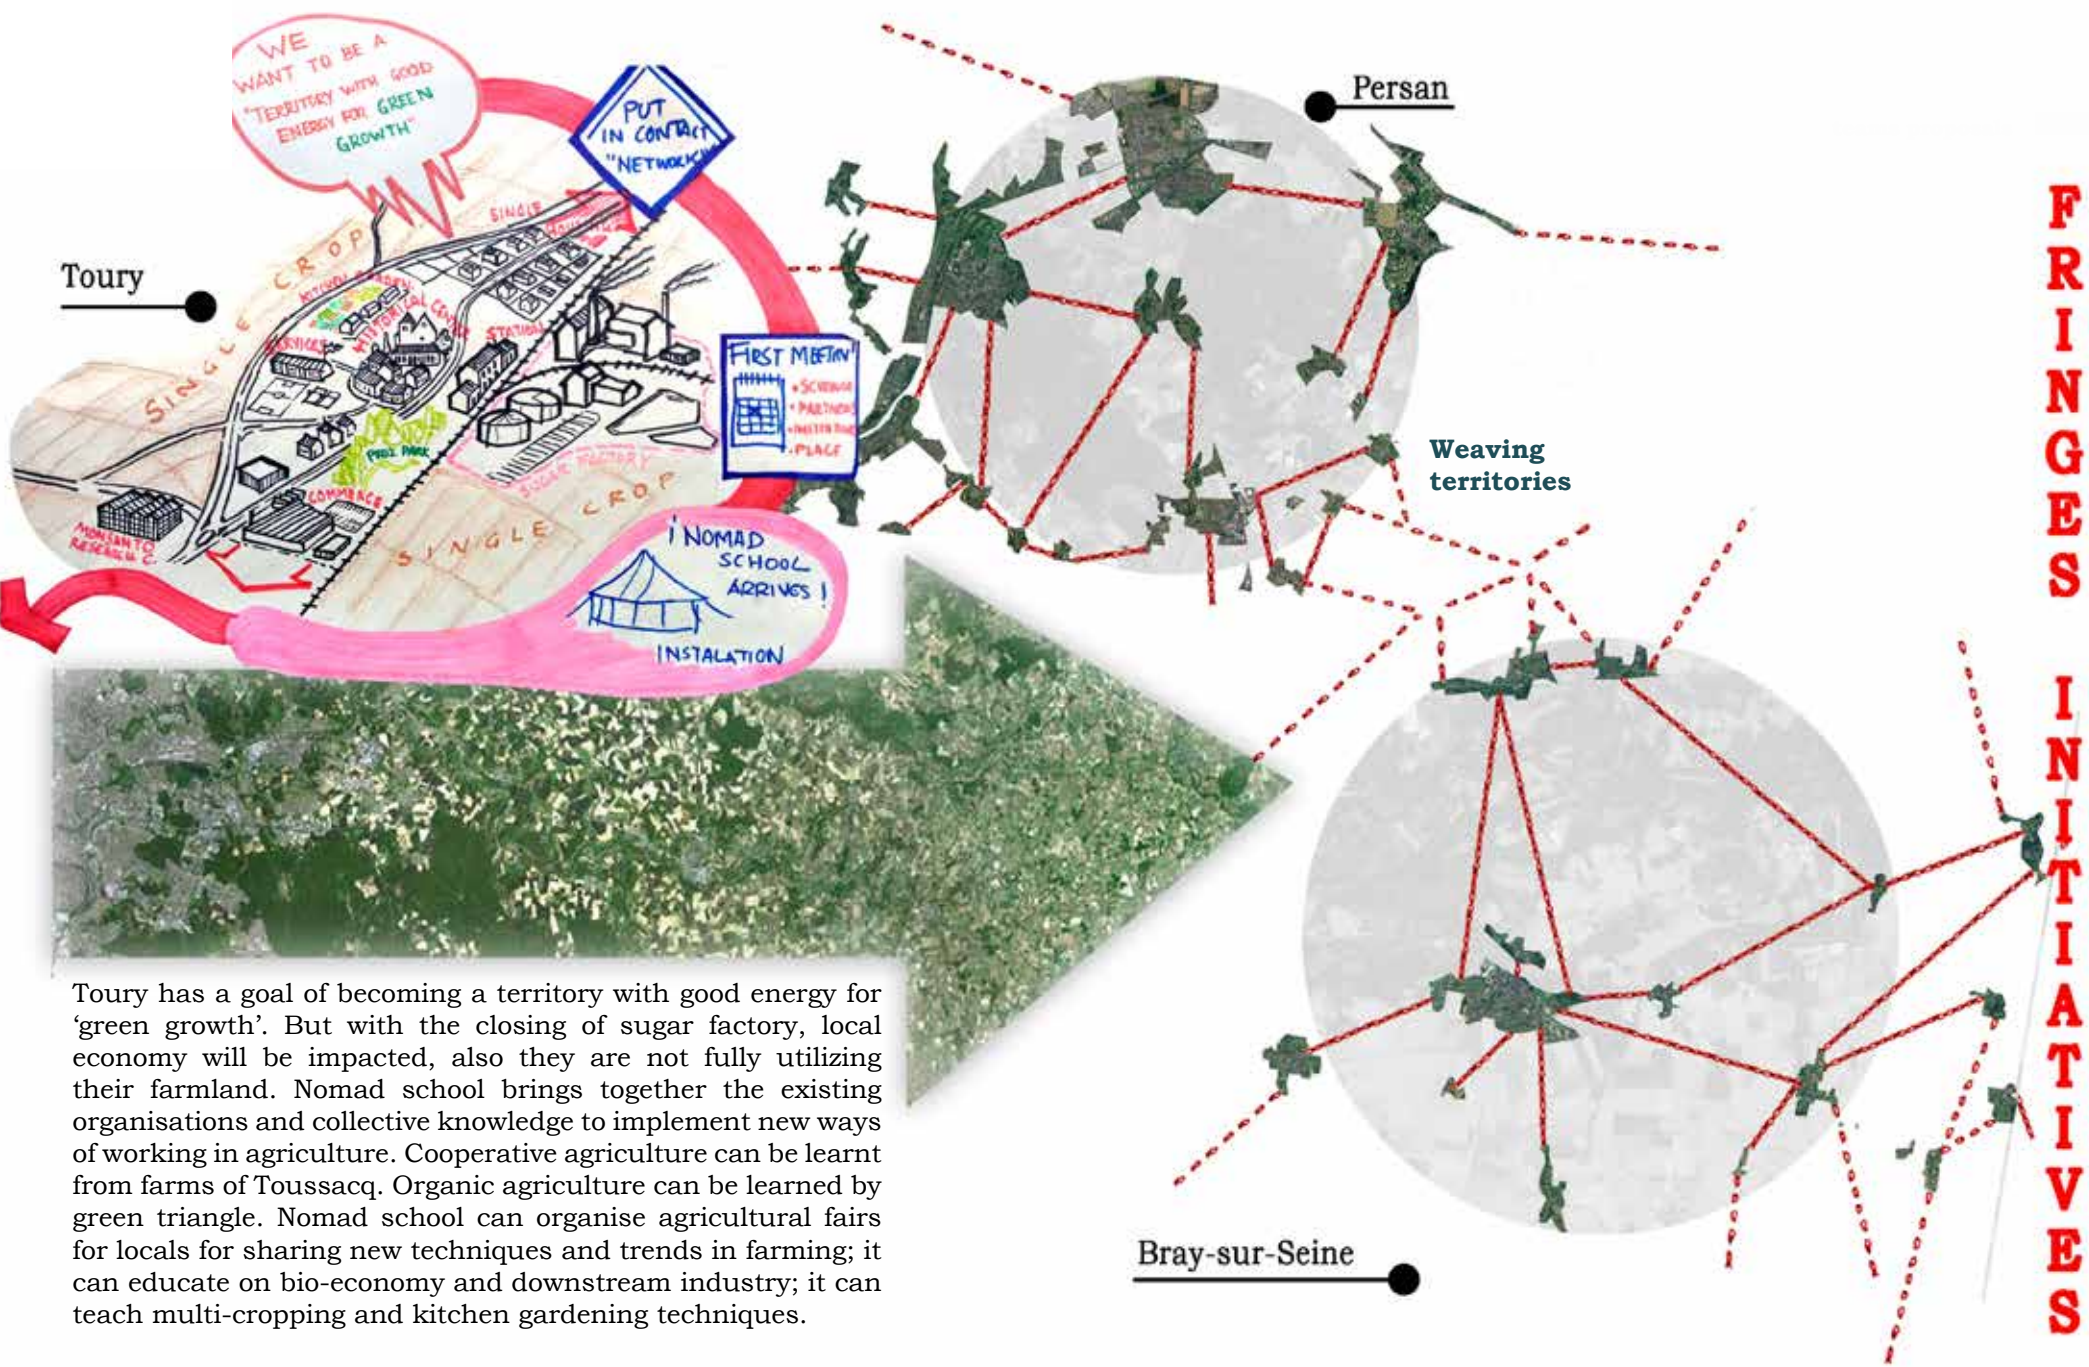 WE
WANT TO BE A
"TERRITORY WITH GOOD
ENERGY FOR GREEN
GROWTH"
PUT
IN CONTACT
"NETWORK"
Persan
Toury
SINGLE CROP
SINGLE
HOUSING
KITCHEN GARDEN
HISTORICAL CENTER
SERVICES
STATION
FIRST MEETIN
• PARTNERS
• PLACE
PARK
SUGAR FACTORY
COMMERCE
SINGLE CROP
MONSANTO
RESEARCH C.
¡ NOMAD
SCHOOL
ARRIVES !
INSTALATION
Weaving
territories
FRINGES INITIATIVES
Toury has a goal of becoming a territory with good energy for
‘green growth’. But with the closing of sugar factory, local
economy will be impacted, also they are not fully utilizing
their farmland. Nomad school brings together the existing
organisations and collective knowledge to implement new ways
of working in agriculture. Cooperative agriculture can be learnt
from farms of Toussacq. Organic agriculture can be learned by
green triangle. Nomad school can organise agricultural fairs
for locals for sharing new techniques and trends in farming; it
can educate on bio-economy and downstream industry; it can
teach multi-cropping and kitchen gardening techniques.
Bray-sur-Seine